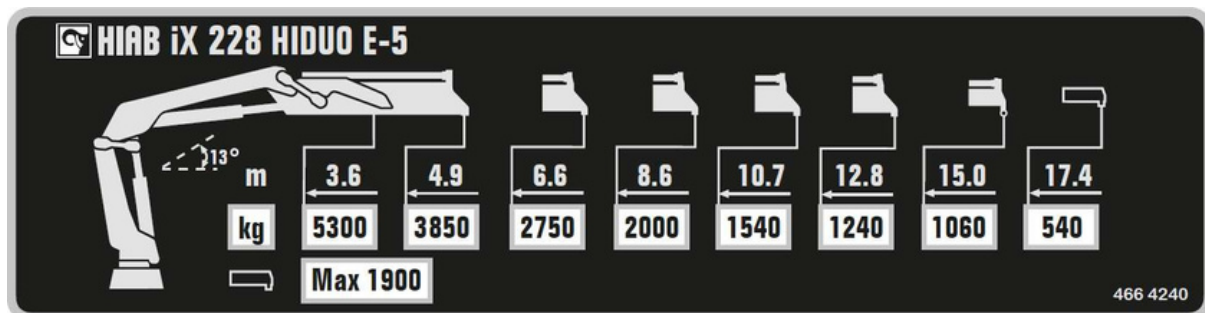 HIAB iX 228 HIDUO E-5
13°
m 3.6 4.9 6.6 8.6 10.7 12.8 15.0 17.4
kg 5300 3850 2750 2000 1540 1240 1060 540
Max 1900
466 4240